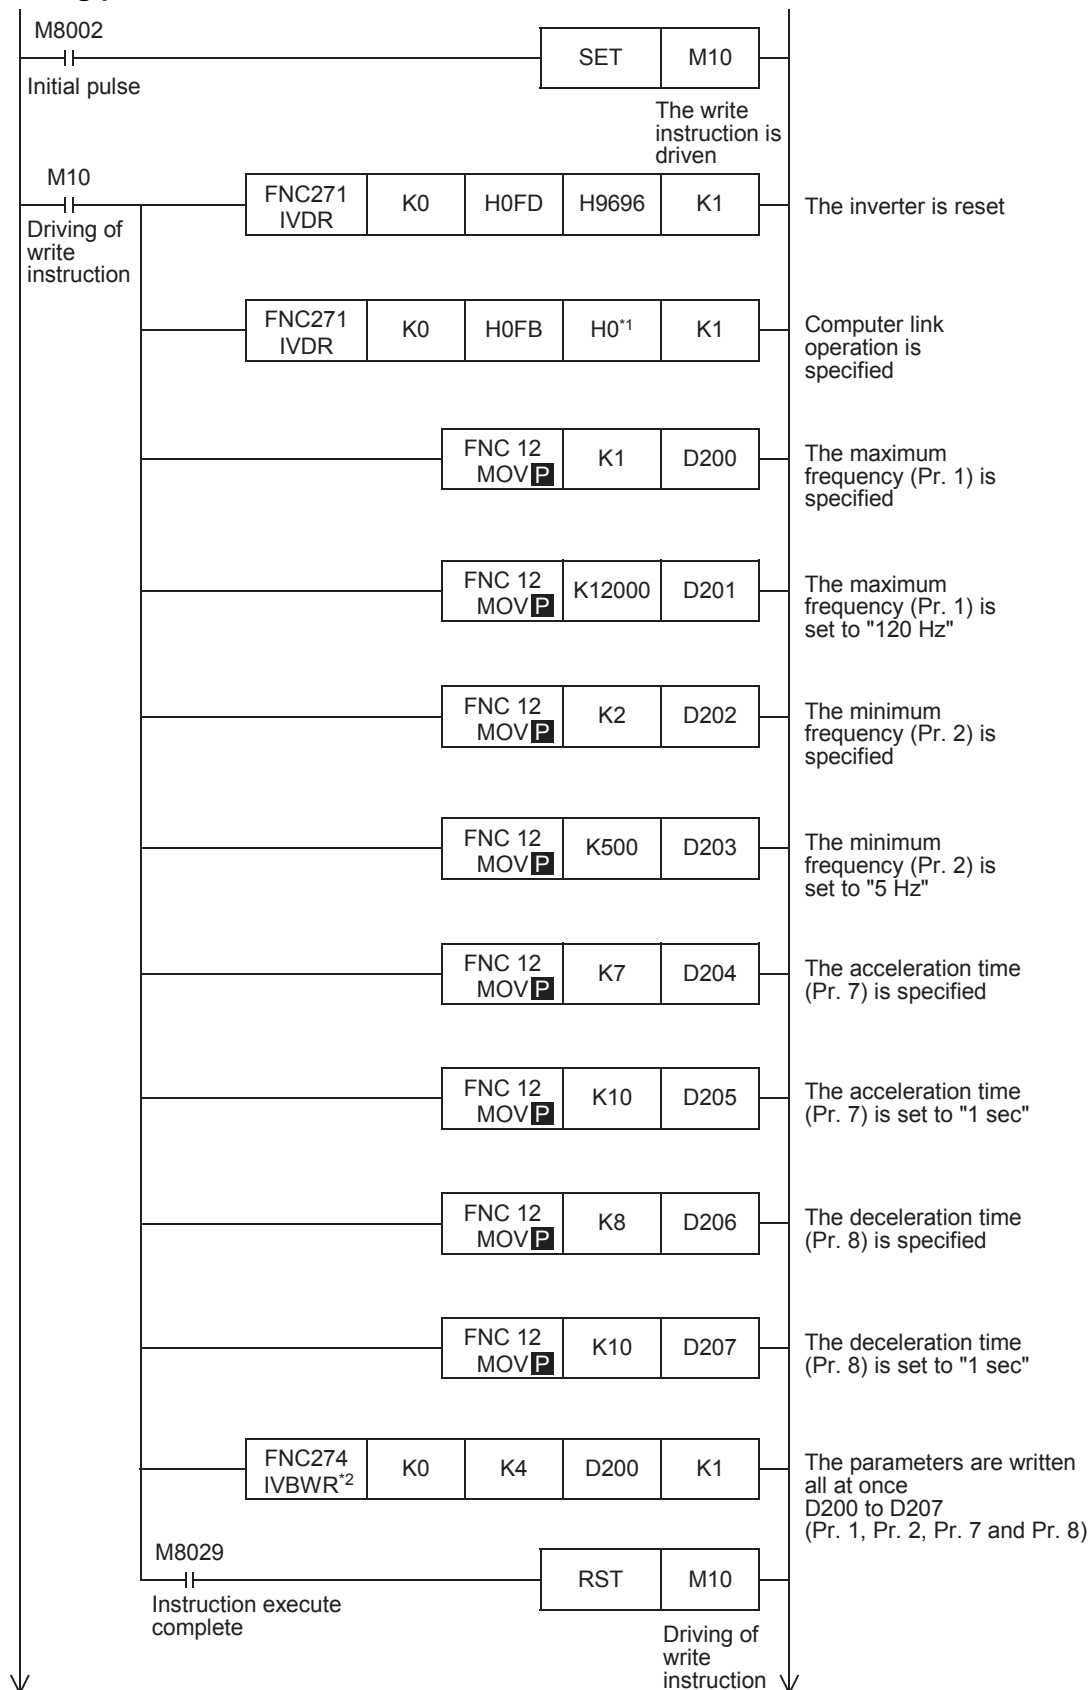 M8002
SET M10
Initial pulse
The write
instruction is
driven
M10
FNC271
IVDR K0 H0FD H9696 K1
The inverter is reset
Driving of
write
instruction
FNC271
IVDR K0 H0FB H0*1 K1
Computer link
operation is
specified
FNC 12
MOV P K1 D200
The maximum
frequency (Pr. 1) is
specified
FNC 12
MOV P K12000 D201
The maximum
frequency (Pr. 1) is
set to "120 Hz"
FNC 12
MOV P K2 D202
The minimum
frequency (Pr. 2) is
specified
FNC 12
MOV P K500 D203
The minimum
frequency (Pr. 2) is
set to "5 Hz"
FNC 12
MOV P K7 D204
The acceleration time
(Pr. 7) is specified
FNC 12
MOV P K10 D205
The acceleration time
(Pr. 7) is set to "1 sec"
FNC 12
MOV P K8 D206
The deceleration time
(Pr. 8) is specified
FNC 12
MOV P K10 D207
The deceleration time
(Pr. 8) is set to "1 sec"
FNC274
IVBWR*2 K0 K4 D200 K1
The parameters are written
all at once
D200 to D207
(Pr. 1, Pr. 2, Pr. 7 and Pr. 8)
M8029
RST M10
Instruction execute
complete
Driving of
write
instruction